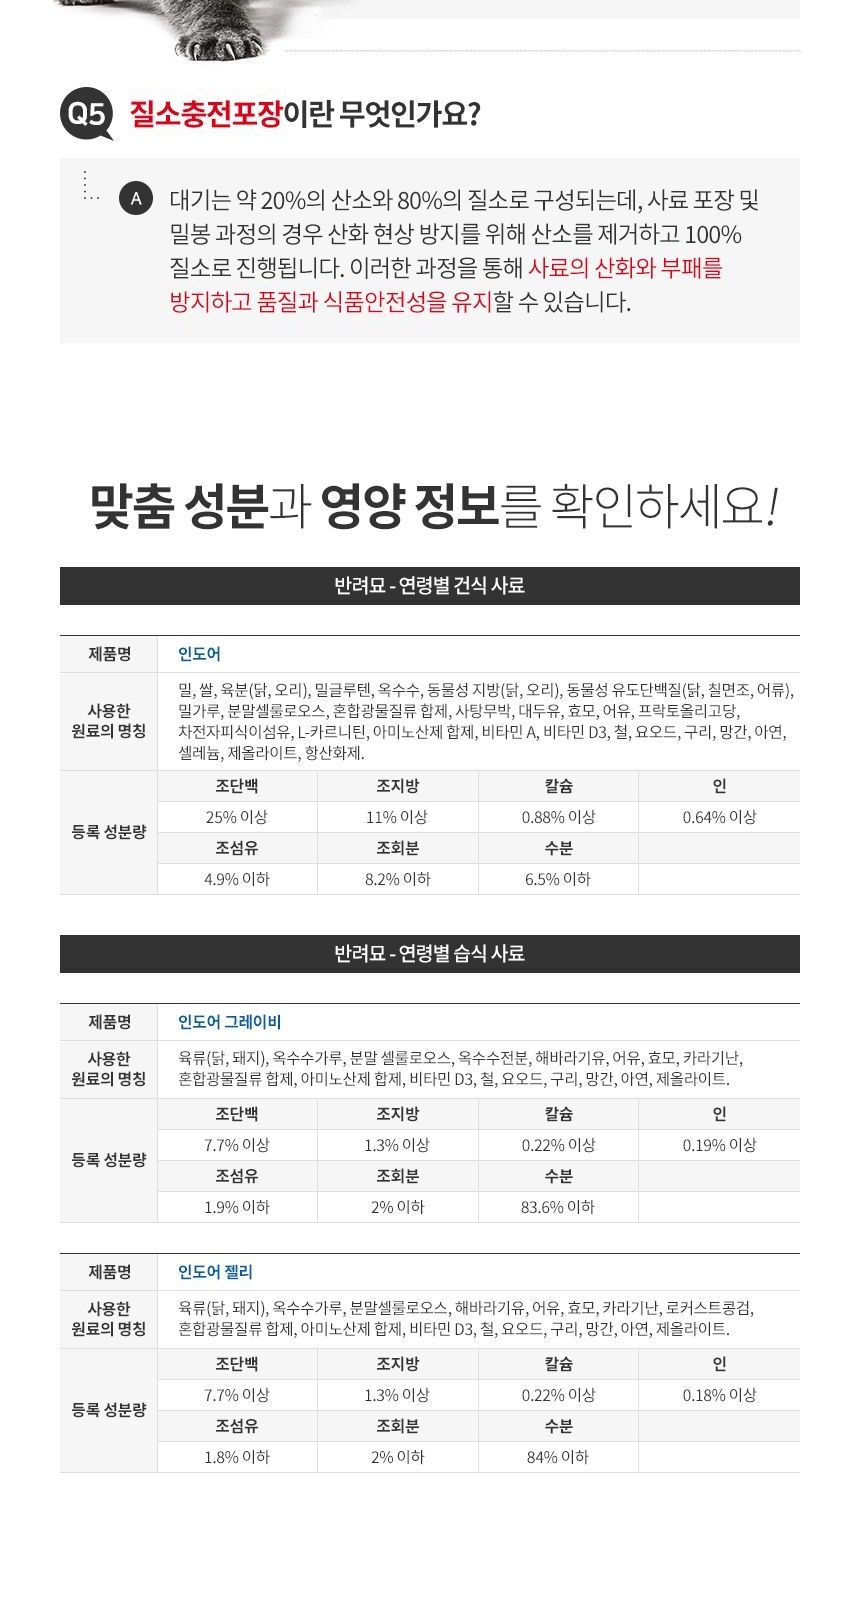 Q5 질소충전포장이란 무엇인가요?
A 대기는 약 20%의 산소와 80%의 질소로 구성되는데, 사료 포장 및
밀봉 과정의 경우 산화 현상 방지를 위해 산소를 제거하고 100%
질소로 진행됩니다. 이러한 과정을 통해 사료의 산화와 부패를
방지하고 품질과 식품안전성을 유지할 수 있습니다.
맞춤 성분과 영양 정보를 확인하세요!
반려묘 - 연령별 건식 사료
제품명 인도어
사용한 원료의 명칭
밀, 쌀, 육분(닭, 오리), 밀글루텐, 옥수수, 동물성 지방(닭, 오리), 동물성 유도단백질(닭, 칠면조, 어류),
밀가루, 분말셀룰로오스, 혼합광물질류 합제, 사탕무박, 대두유, 효모, 어유, 프락토올리고당,
차전자피식이섬유, L-카르니틴, 아미노산제 합제, 비타민 A, 비타민 D3, 철, 요오드, 구리, 망간, 아연,
셀레늄, 제올라이트, 항산화제.
등록 성분량
조단백 조지방 칼슘 인
25% 이상 11% 이상 0.88% 이상 0.64% 이상
조섬유 조회분 수분
4.9% 이하 8.2% 이하 6.5% 이하
반려묘 - 연령별 습식 사료
제품명 인도어 그레이비
사용한 원료의 명칭
육류(닭, 돼지), 옥수수가루, 분말 셀룰로오스, 옥수수전분, 해바라기유, 어유, 효모, 카라기난,
혼합광물질류 합제, 아미노산제 합제, 비타민 D3, 철, 요오드, 구리, 망간, 아연, 제올라이트.
등록 성분량
조단백 조지방 칼슘 인
7.7% 이상 1.3% 이상 0.22% 이상 0.19% 이상
조섬유 조회분 수분
1.9% 이하 2% 이하 83.6% 이하
제품명 인도어 젤리
사용한 원료의 명칭
육류(닭, 돼지), 옥수수가루, 분말셀룰로오스, 해바라기유, 어유, 효모, 카라기난, 로커스트콩검,
혼합광물질류 합제, 아미노산제 합제, 비타민 D3, 철, 요오드, 구리, 망간, 아연, 제올라이트.
등록 성분량
조단백 조지방 칼슘 인
7.7% 이상 1.3% 이상 0.22% 이상 0.18% 이상
조섬유 조회분 수분
1.8% 이하 2% 이하 84% 이하